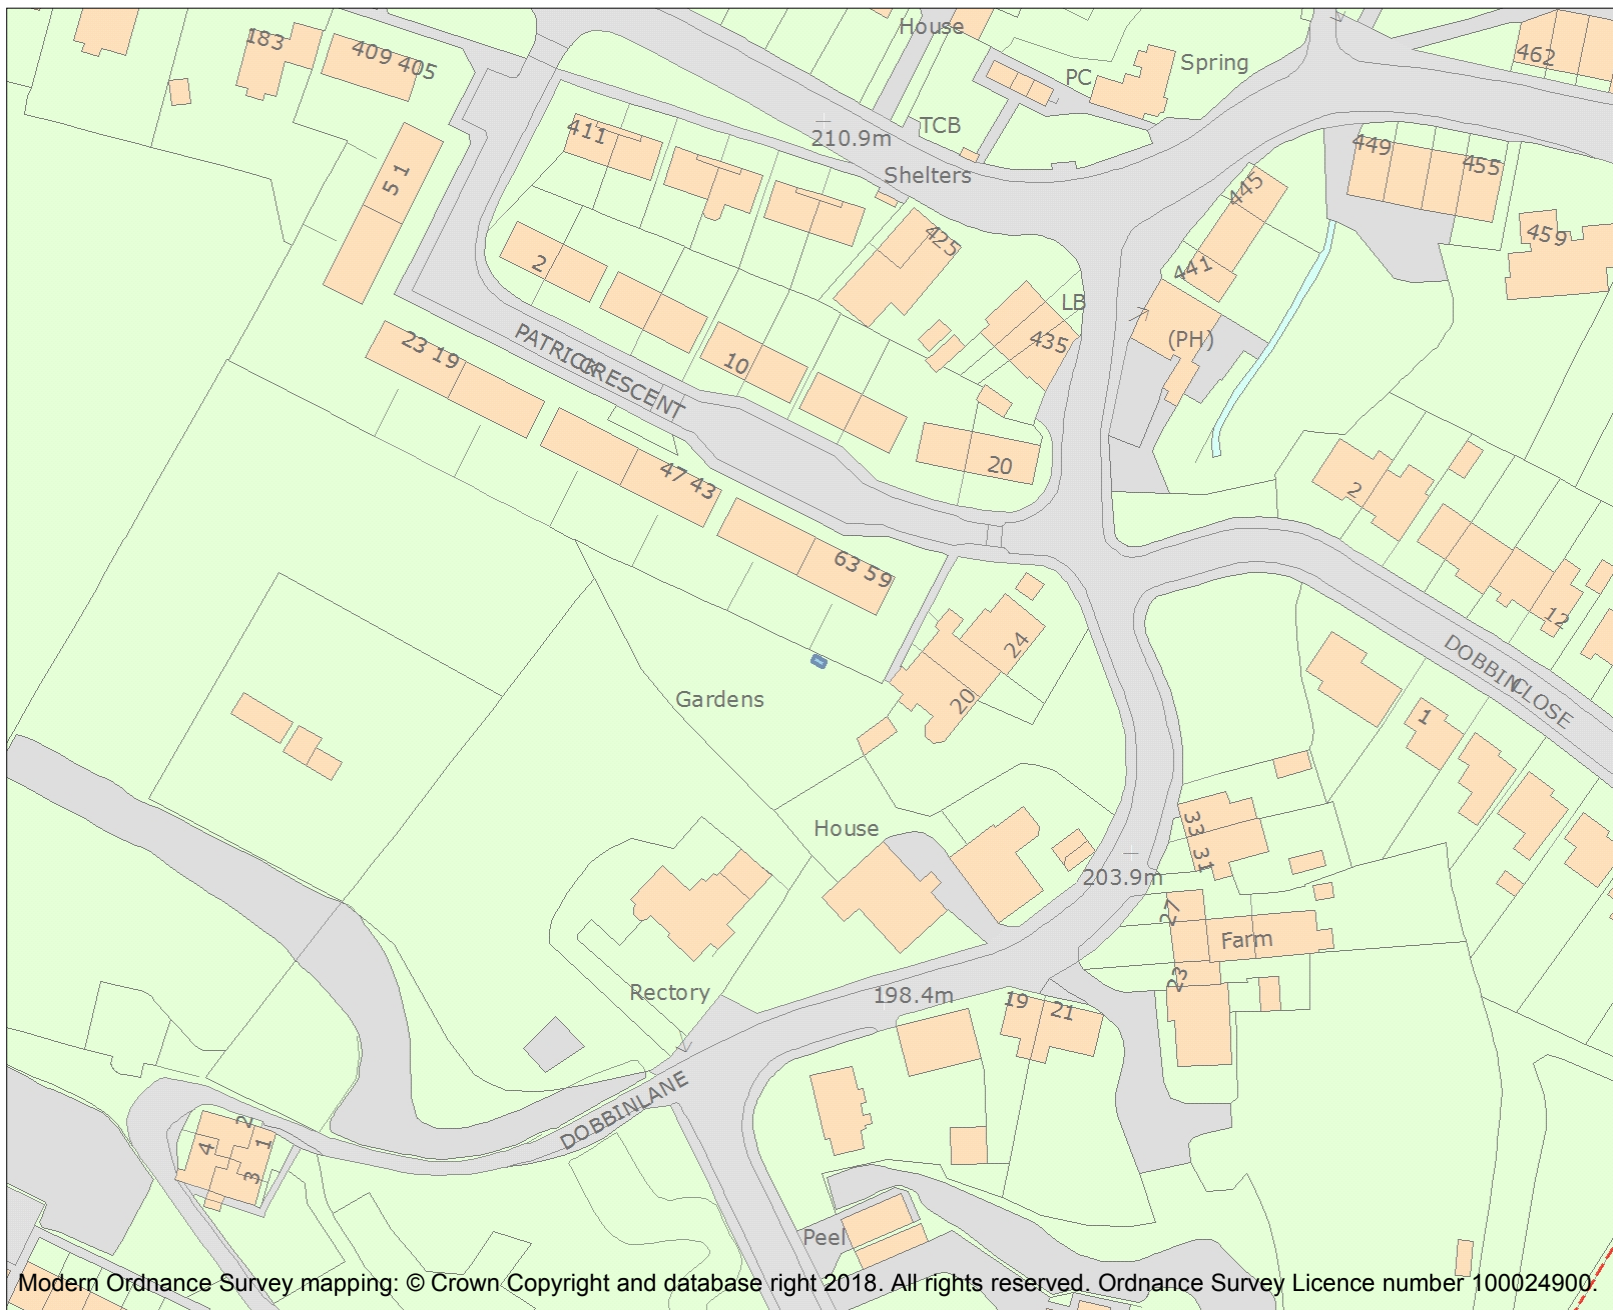 House
183
409 405
PC
Spring
462
411
TCB
210.9m
449
455
Shelters
5 1
445
425
459
2
441
LB
435
(PH)
PATRICK CRESCENT
23 19
10
20
2
47 43
63 59
12
24
DOBBIN CLOSE
Gardens
20
1
House
33 31
203.9m
27
Farm
23
Rectory
198.4m
19
21
DOBBIN LANE
2
1
4
3
Peel
Modern Ordnance Survey mapping: © Crown Copyright and database right 2018. All rights reserved. Ordnance Survey Licence number 100024900.